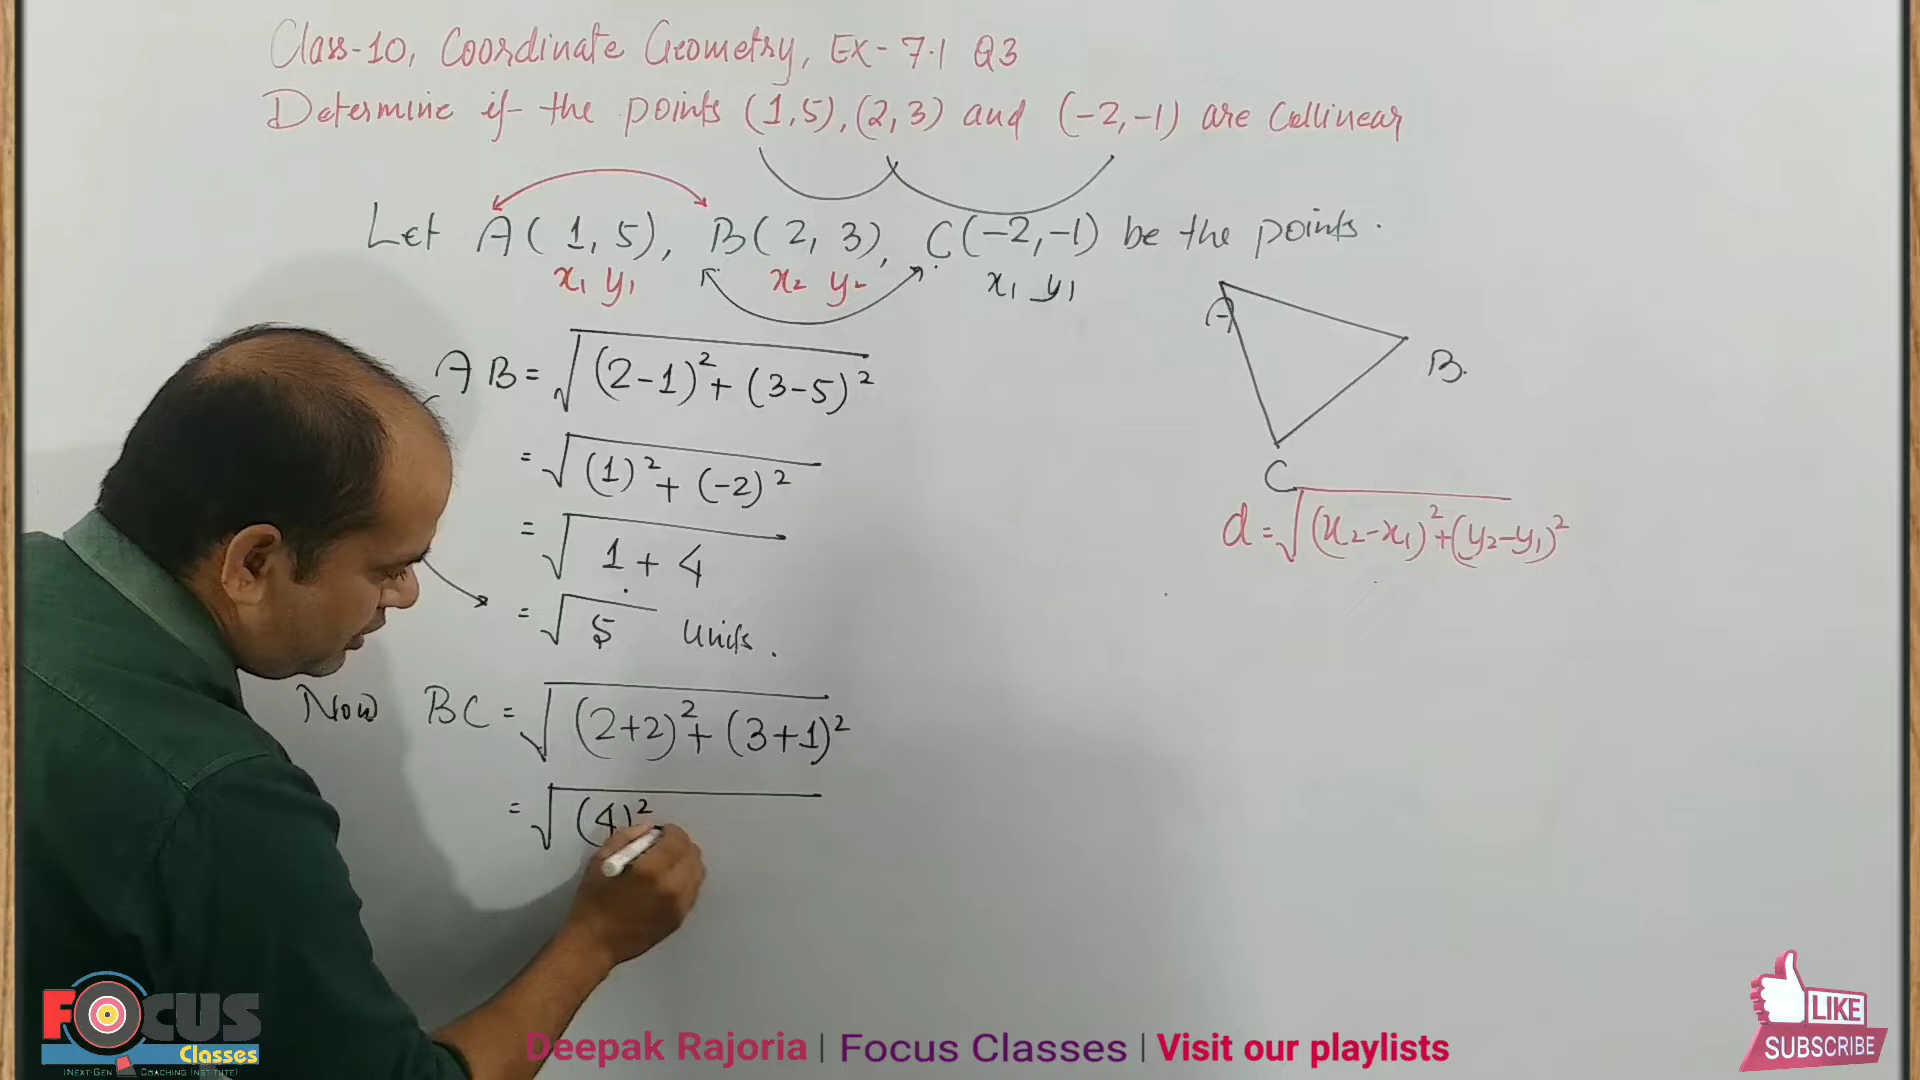 Class-10, Coordinate Geometry, Ex- 7.1 Q3
Determine if the points (1,5), (2,3) and (-2,-1) are Collinear
Let A(1,5), B(2,3), C(-2,-1) be the points.
x₁ y₁ x₂ y₂ x₁ y₁
A
B.
C
AB = √(2-1)² + (3-5)²
= √(1)² + (-2)²
= √1 + 4
= √5 Units.
d = √(x₂-x₁)² + (y₂-y₁)²
Now BC = √(2+2)² + (3+1)²
= √(4)²
FOCUS
Classes
(NEXT-GEN COACHING INSTITUTE)
Deepak Rajoria | Focus Classes | Visit our playlists
LIKE
SUBSCRIBE